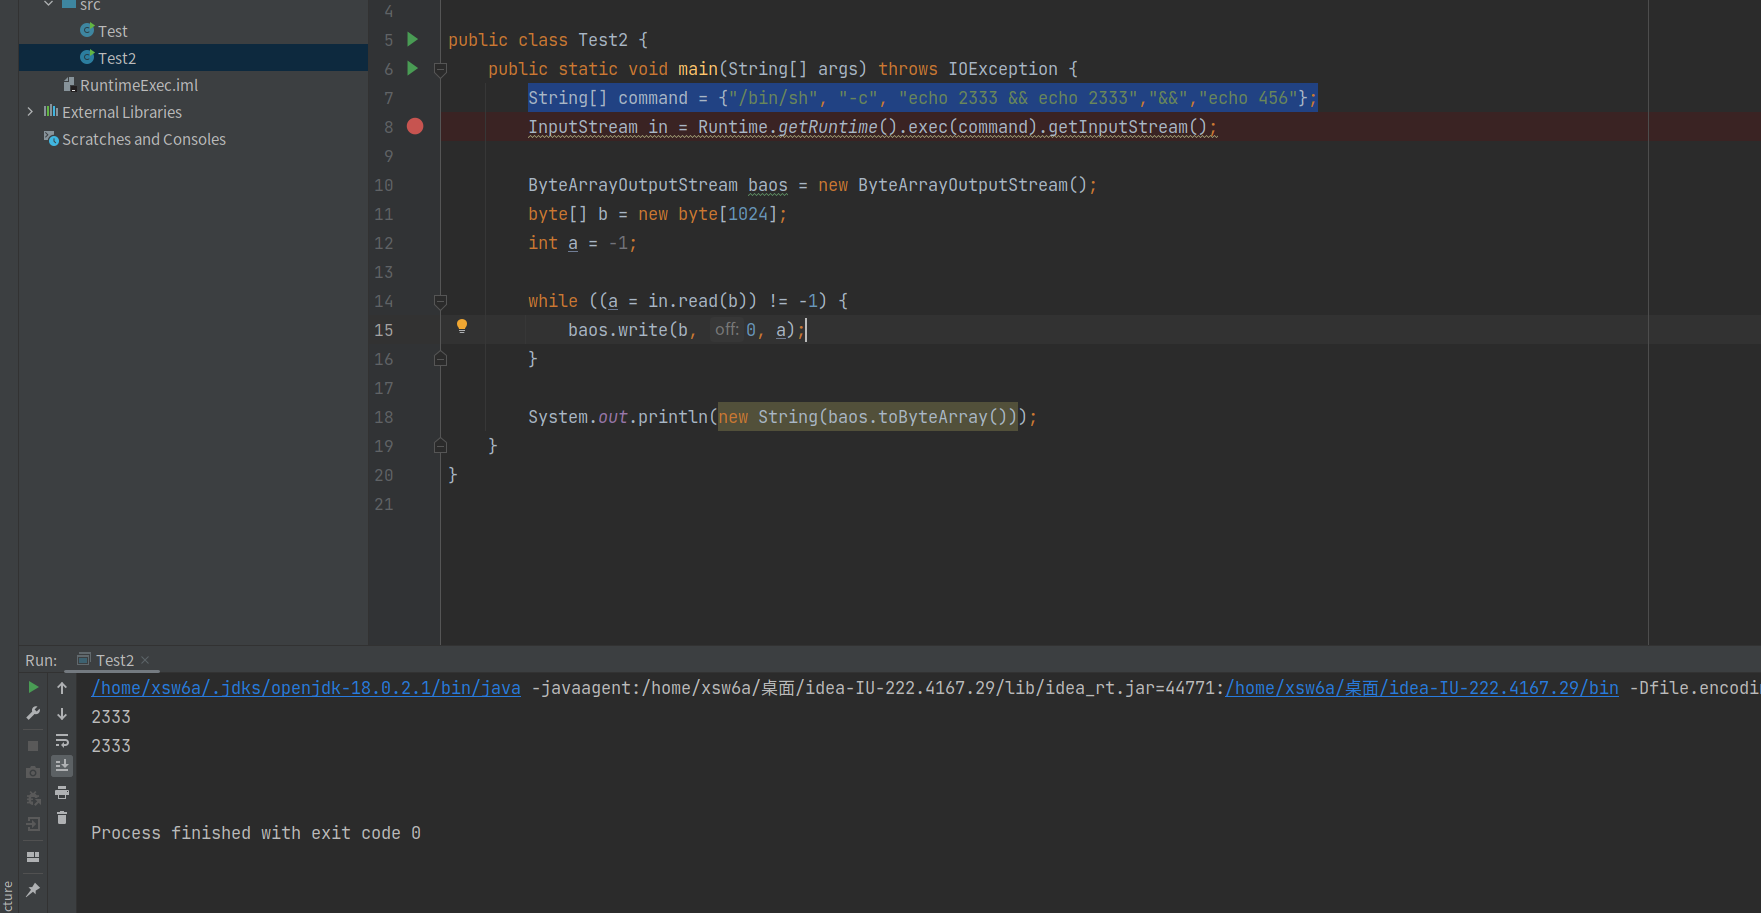 src
Test
Test2
RuntimeExec.iml
External Libraries
Scratches and Consoles
4
5 public class Test2 {
6 public static void main(String[] args) throws IOException {
7 String[] command = {"/bin/sh", "-c", "echo 2333 && echo 2333","&&","echo 456"};
8 InputStream in = Runtime.getRuntime().exec(command).getInputStream();
9
10 ByteArrayOutputStream baos = new ByteArrayOutputStream();
11 byte[] b = new byte[1024];
12 int a = -1;
13
14 while ((a = in.read(b)) != -1) {
15 baos.write(b, off: 0, a);
16 }
17
18 System.out.println(new String(baos.toByteArray()));
19 }
20 }
21
Run: Test2
/home/xsw6a/.jdks/openjdk-18.0.2.1/bin/java -javaagent:/home/xsw6a/桌面/idea-IU-222.4167.29/lib/idea_rt.jar=44771:/home/xsw6a/桌面/idea-IU-222.4167.29/bin -Dfile.encodi
2333
2333
Process finished with exit code 0
cture